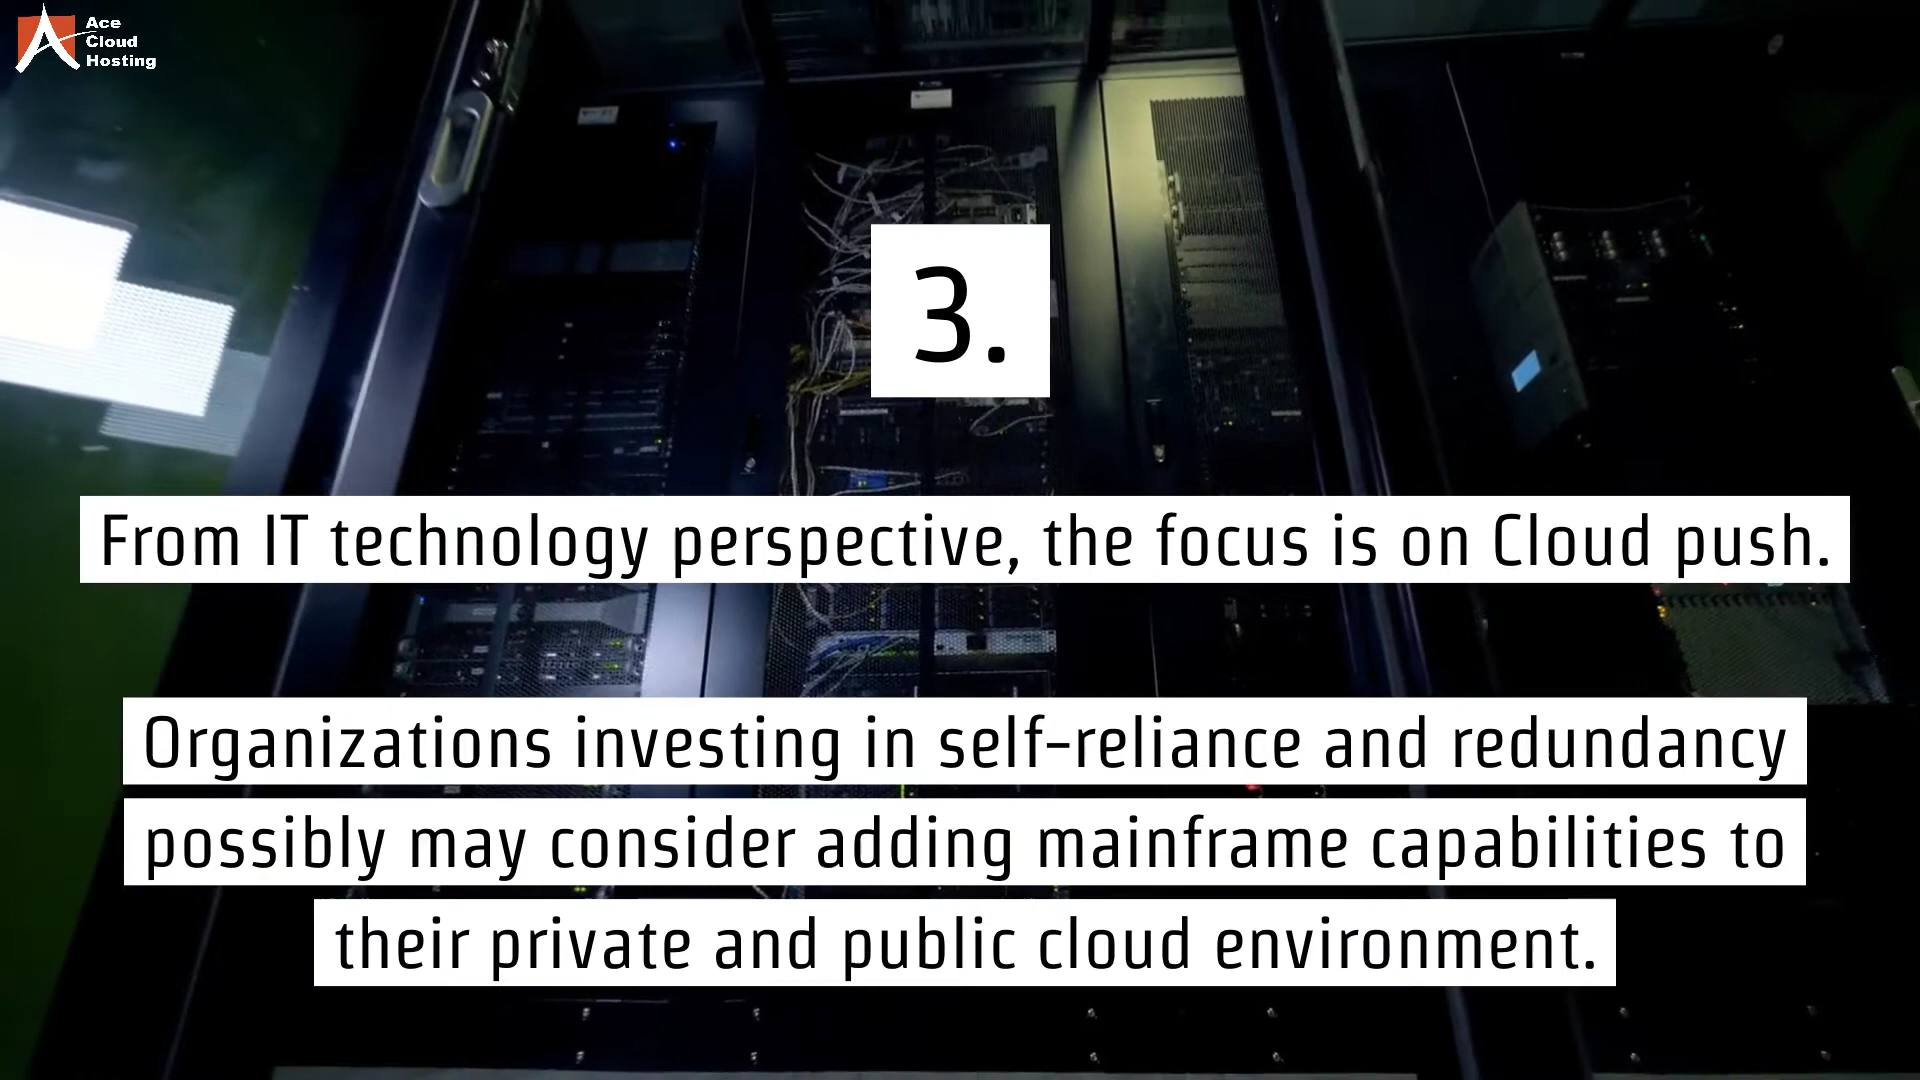 Ace
Cloud
Hosting
3.
From IT technology perspective, the focus is on Cloud push.
Organizations investing in self-reliance and redundancy
possibly may consider adding mainframe capabilities to
their private and public cloud environment.